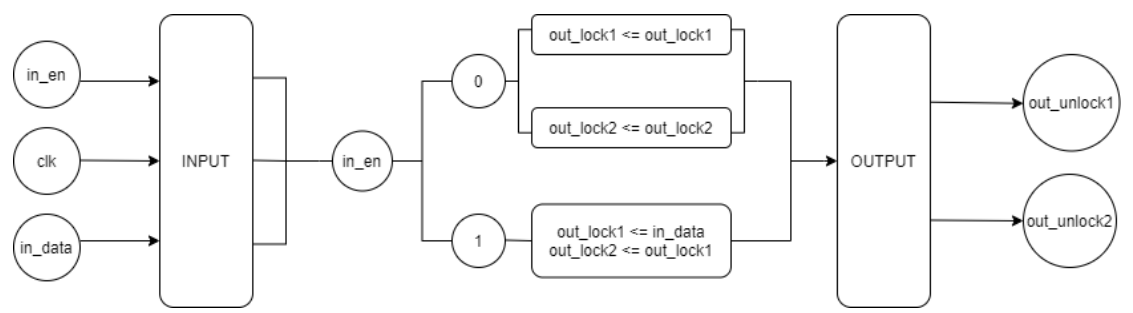 in_en
clk
in_data
INPUT
in_en
0
1
out_lock1 <= out_lock1
out_lock2 <= out_lock2
out_lock1 <= in_data
out_lock2 <= out_lock1
OUTPUT
out_unlock1
out_unlock2